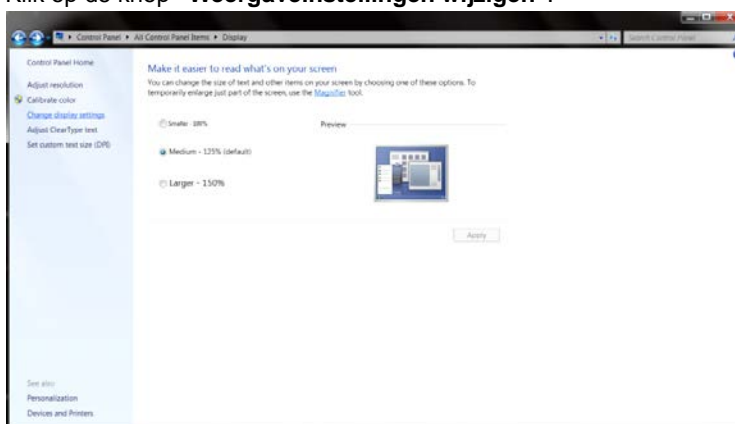 Klik op de knop "Weergaveinstellingen wijzigen".
Control Panel ▸ All Control Panel Items ▸ Display
Search Control Panel
Control Panel Home
Adjust resolution
Calibrate color
Change display settings
Adjust ClearType text
Set custom text size (DPI)
Make it easier to read what's on your screen
You can change the size of text and other items on your screen by choosing one of these options. To
temporarily enlarge just part of the screen, use the Magnifier tool.
Smaller - 100%
Preview
Medium - 125% (default)
Larger - 150%
Apply
See also
Personalization
Devices and Printers